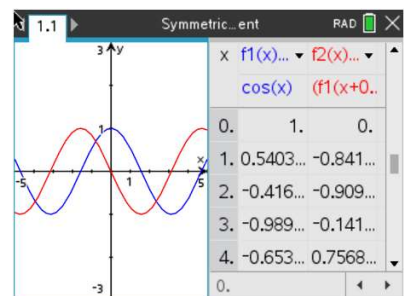 1.1 Symmetric...ent RAD
3 y
1
x
-5 5
-3
x f1(x)... f2(x)...
cos(x) (f1(x+0..
0. 1. 0.
1. 0.5403... -0.841...
2. -0.416... -0.909...
3. -0.989... -0.141...
4. -0.653... 0.7568...
0.